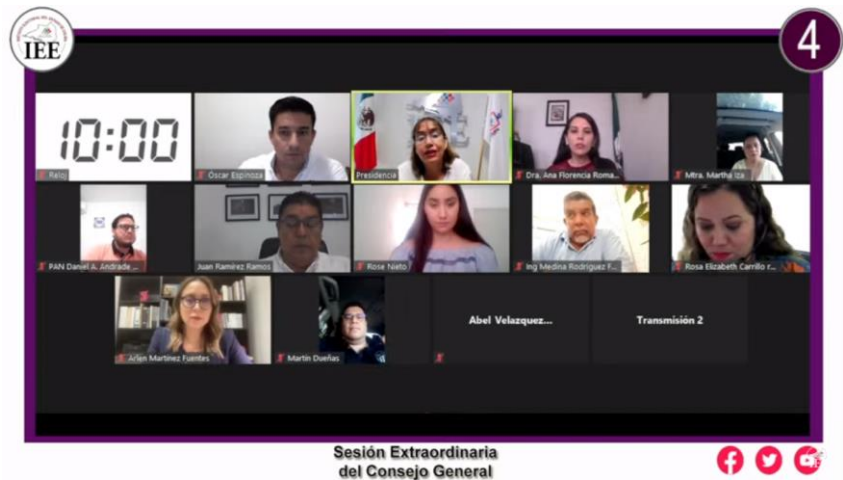 IEE
4
10:00
Reloj
Óscar Espinoza
Presidencia
Dra. Ana Florencia Roma...
Mtra. Martha Iza
PAN Daniel A. Andrade ...
Juan Ramírez Ramos
Rose Nieto
Ing Medina Rodríguez F...
Rosa Elizabeth Carrillo r...
Arlen Martínez Fuentes
Martín Dueñas
Abel Velazquez...
Transmisión 2
Sesión Extraordinaria
del Consejo General